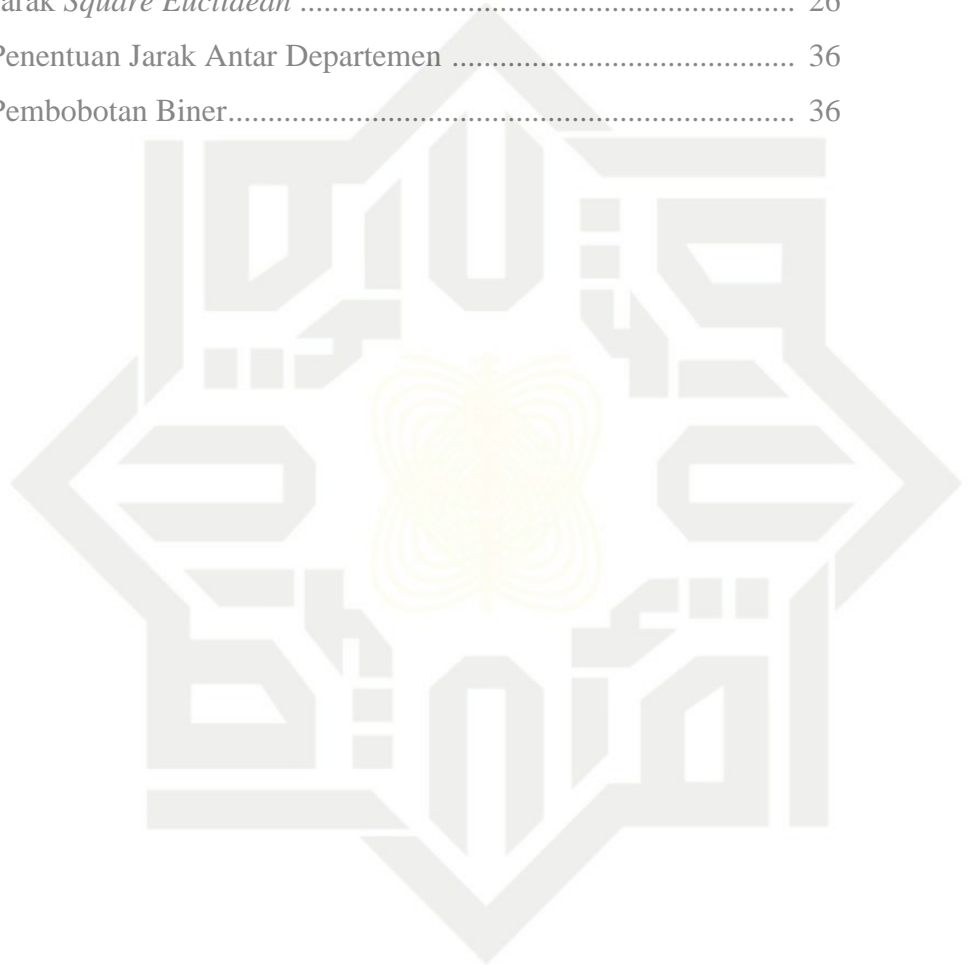 Jarak Square Euclidean ............................................................... 26
Penentuan Jarak Antar Departemen ........................................... 36
Pembobotan Biner....................................................................... 36